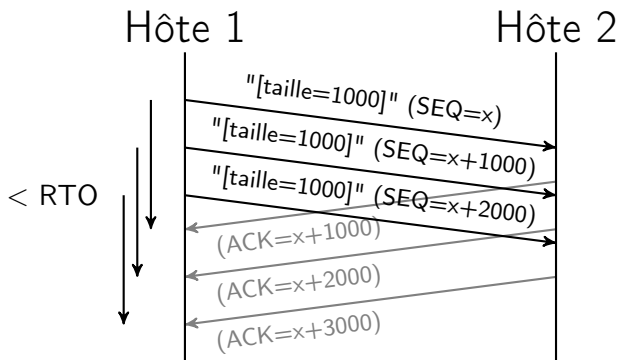 Hôte 1
Hôte 2
"[taille=1000]" (SEQ=x)
"[taille=1000]" (SEQ=x+1000)
"[taille=1000]" (SEQ=x+2000)
< RTO
(ACK=x+1000)
(ACK=x+2000)
(ACK=x+3000)